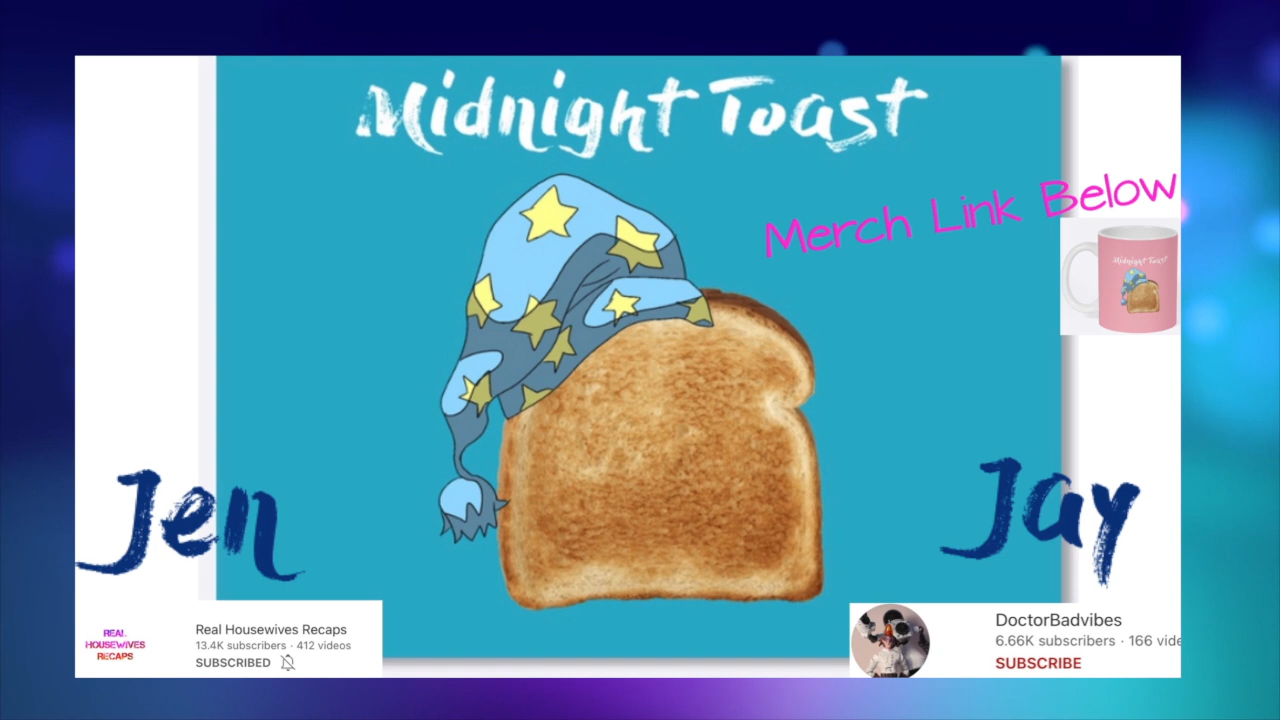 Midnight Toast
Merch Link Below
Midnight Toast
Jen
Jay
REAL
HOUSEWIVES
RECAPS
Real Housewives Recaps
13.4K subscribers · 412 videos
SUBSCRIBED
DoctorBadvibes
6.66K subscribers · 166 vide
SUBSCRIBE